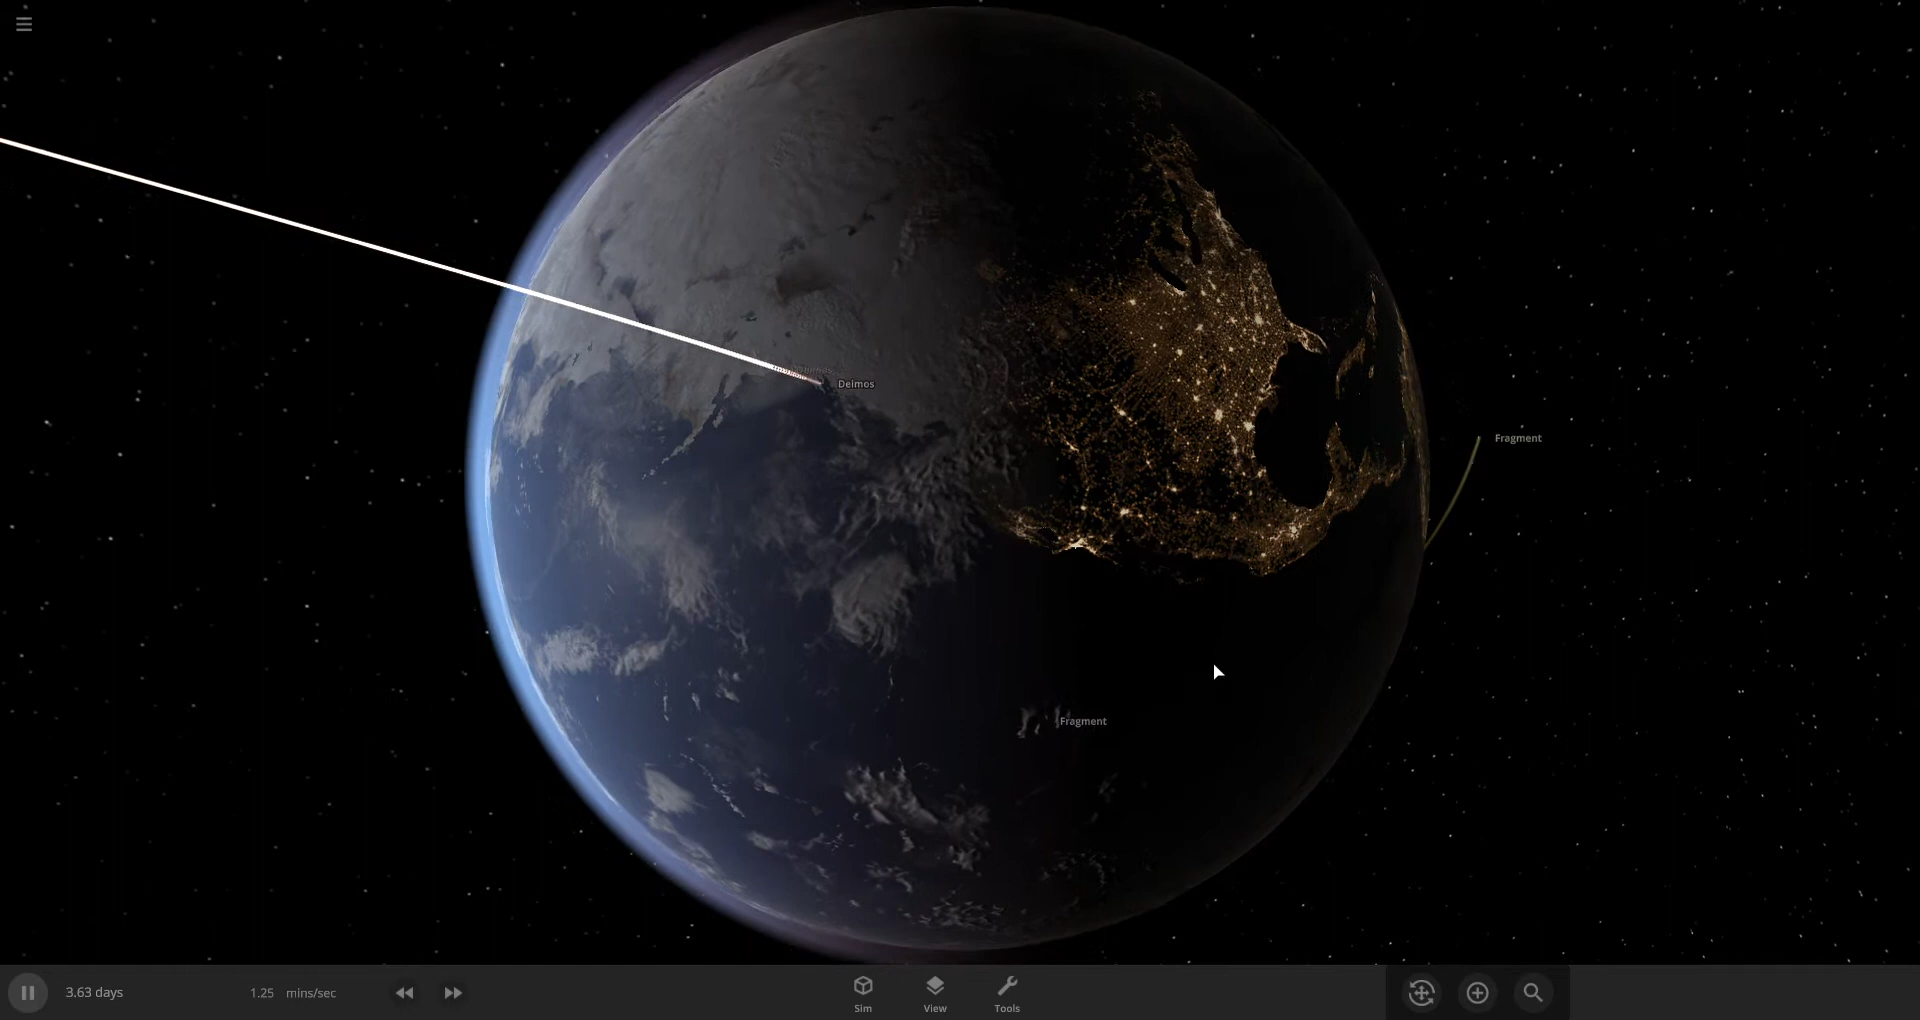 Deimos
Fragment
Fragment
3.63 days
1.25 mins/sec
Sim
View
Tools